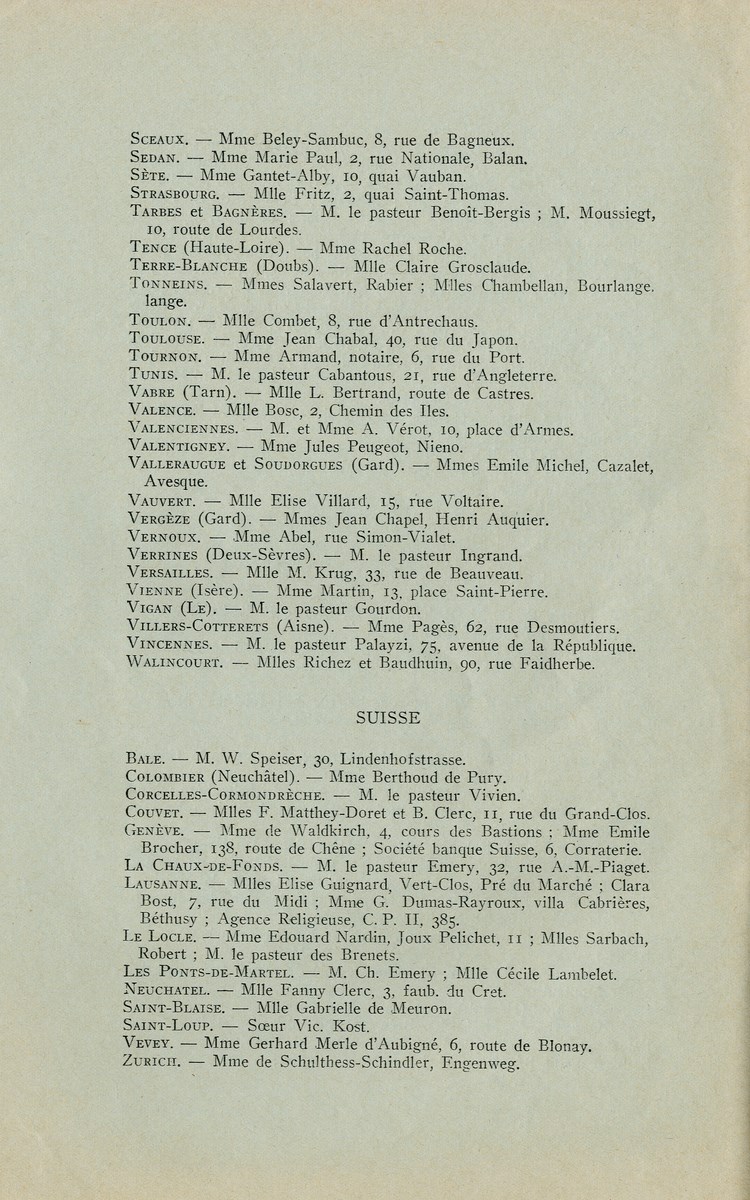 SCEAUX. — Mme Beley-Sambuc, 8, rue de Bagneux.
SEDAN. — Mme Marie Paul, 2, rue Nationale, Balan.
SÈTE. — Mme Gantet-Alby, 10, quai Vauban.
STRASBOURG. — Mlle Fritz, 2, quai Saint-Thomas.
TARBES et BAGNÈRES. — M. le pasteur Benoît-Bergis ; M. Moussiegt,
10, route de Lourdes.
TENCE (Haute-Loire). — Mme Rachel Roche.
TERRE-BLANCHE (Doubs). — Mlle Claire Grosclaude.
TONNEINS. — Mmes Salavert, Rabier ; Mlles Chambellan, Bourlange.
lange.
TOULON. — Mlle Combet, 8, rue d'Antrechaus.
TOULOUSE. — Mme Jean Chabal, 40, rue du Japon.
TOURNON. — Mme Armand, notaire, 6, rue du Port.
TUNIS. — M. le pasteur Cabantous, 21, rue d'Angleterre.
VABRE (Tarn). — Mlle L. Bertrand, route de Castres.
VALENCE. — Mlle Bosc, 2, Chemin des Iles.
VALENCIENNES. — M. et Mme A. Vérot, 10, place d'Armes.
VALENTIGNEY. — Mme Jules Peugeot, Nieno.
VALLERAUGUE et SOUDORGUES (Gard). — Mmes Emile Michel, Cazalet,
Avesque.
VAUVERT. — Mlle Elise Villard, 15, rue Voltaire.
VERGÈZE (Gard). — Mmes Jean Chapel, Henri Auquier.
VERNOUX. — Mme Abel, rue Simon-Vialet.
VERRINES (Deux-Sèvres). — M. le pasteur Ingrand.
VERSAILLES. — Mlle M. Krug, 33, rue de Beauveau.
VIENNE (Isère). — Mme Martin, 13, place Saint-Pierre.
VIGAN (LE). — M. le pasteur Gourdon.
VILLERS-COTTERETS (Aisne). — Mme Pagès, 62, rue Desmoutiers.
VINCENNES. — M. le pasteur Palayzi, 75, avenue de la République.
WALINCOURT. — Mlles Richez et Baudhuin, 90, rue Faidherbe.
SUISSE
BALE. — M. W. Speiser, 30, Lindenhofstrasse.
COLOMBIER (Neuchâtel). — Mme Berthoud de Pury.
CORCELLES-CORMONDRÈCHE. — M. le pasteur Vivien.
COUVET. — Mlles F. Matthey-Doret et B. Clerc, 11, rue du Grand-Clos.
GENÈVE. — Mme de Waldkirch, 4, cours des Bastions ; Mme Emile
Brocher, 138, route de Chêne ; Société banque Suisse, 6, Corraterie.
LA CHAUX-DE-FONDS. — M. le pasteur Emery, 32, rue A.-M.-Piaget.
LAUSANNE. — Mlles Elise Guignard, Vert-Clos, Pré du Marché ; Clara
Bost, 7, rue du Midi ; Mme G. Dumas-Rayroux, villa Cabrières,
Béthusy ; Agence Religieuse, C. P. II, 385.
LE LOCLE. — Mme Edouard Nardin, Joux Pelichet, 11 ; Mlles Sarbach,
Robert ; M. le pasteur des Brenets.
LES PONTS-DE-MARTEL. — M. Ch. Emery ; Mlle Cécile Lambelet.
NEUCHATEL. — Mlle Fanny Clerc, 3, faub. du Cret.
SAINT-BLAISE. — Mlle Gabrielle de Meuron.
SAINT-LOUP. — Sœur Vic. Kost.
VEVEY. — Mme Gerhard Merle d'Aubigné, 6, route de Blonay.
ZURICH. — Mme de Schulthess-Schindler, Engenweg.